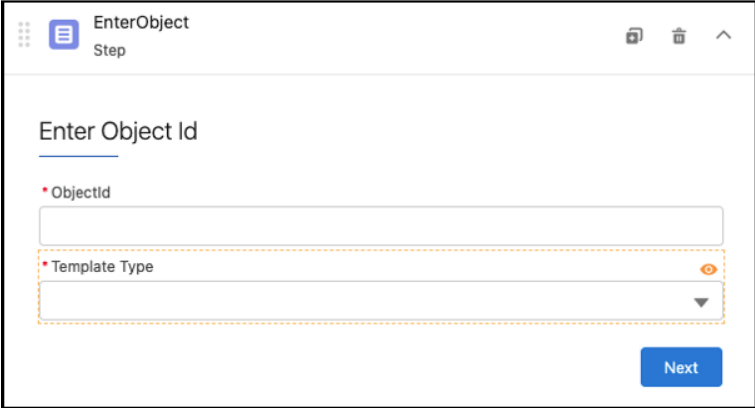 EnterObject
Step
Enter Object Id
* ObjectId
* Template Type
Next